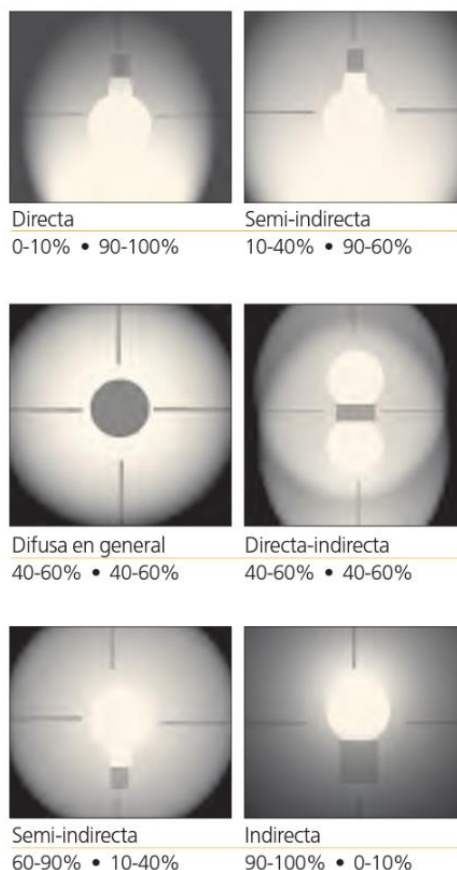 Directa
0-10% • 90-100%
Semi-indirecta
10-40% • 90-60%
Difusa en general
40-60% • 40-60%
Directa-indirecta
40-60% • 40-60%
Semi-indirecta
60-90% • 10-40%
Indirecta
90-100% • 0-10%